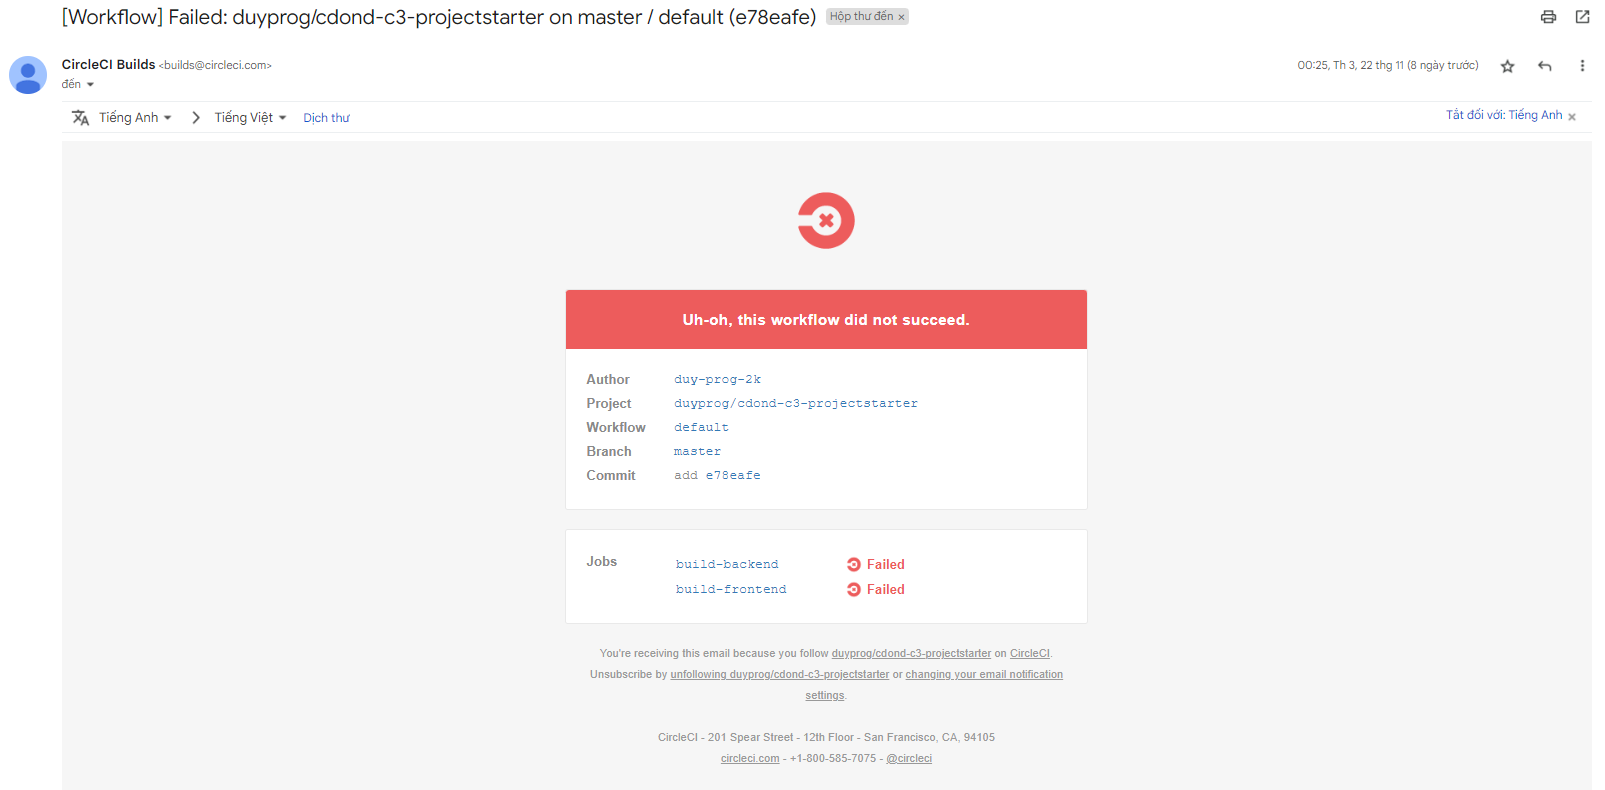 [Workflow] Failed: duyprog/cdond-c3-projectstarter on master / default (e78eafe) Hộp thư đến ×
CircleCI Builds <builds@circleci.com> 00:25, Th 3, 22 thg 11 (8 ngày trước)
đến
Tiếng Anh > Tiếng Việt Dịch thư Tắt đối với: Tiếng Anh ×
Uh-oh, this workflow did not succeed.
Author duy-prog-2k
Project duyprog/cdond-c3-projectstarter
Workflow default
Branch master
Commit add e78eafe
Jobs build-backend Failed
build-frontend Failed
You're receiving this email because you follow duyprog/cdond-c3-projectstarter on CircleCI.
Unsubscribe by unfollowing duyprog/cdond-c3-projectstarter or changing your email notification
settings.
CircleCI - 201 Spear Street - 12th Floor - San Francisco, CA, 94105
circleci.com - +1-800-585-7075 - @circleci